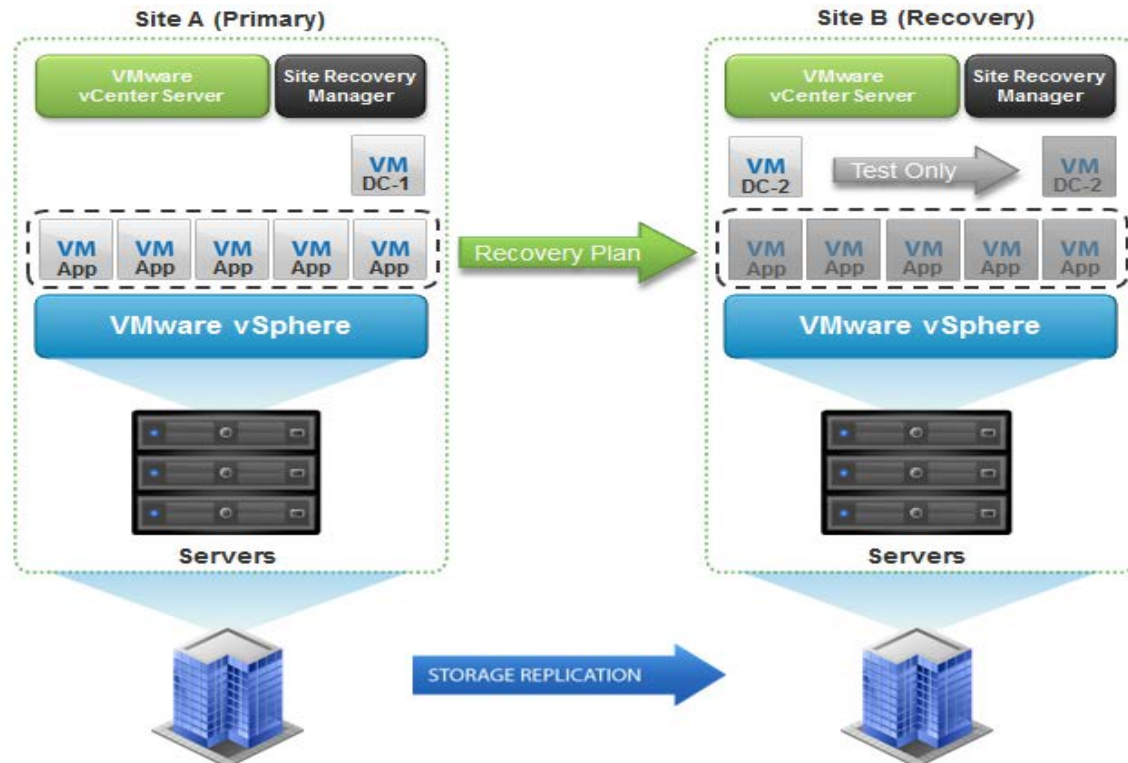 Site A (Primary)
VMware
vCenter Server
Site Recovery
Manager
VM
DC-1
VM
App
VM
App
VM
App
VM
App
VM
App
VMware vSphere
Servers
Recovery Plan
STORAGE REPLICATION
Site B (Recovery)
VMware
vCenter Server
Site Recovery
Manager
VM
DC-2
Test Only
VM
DC-2
VM
App
VM
App
VM
App
VM
App
VM
App
VMware vSphere
Servers